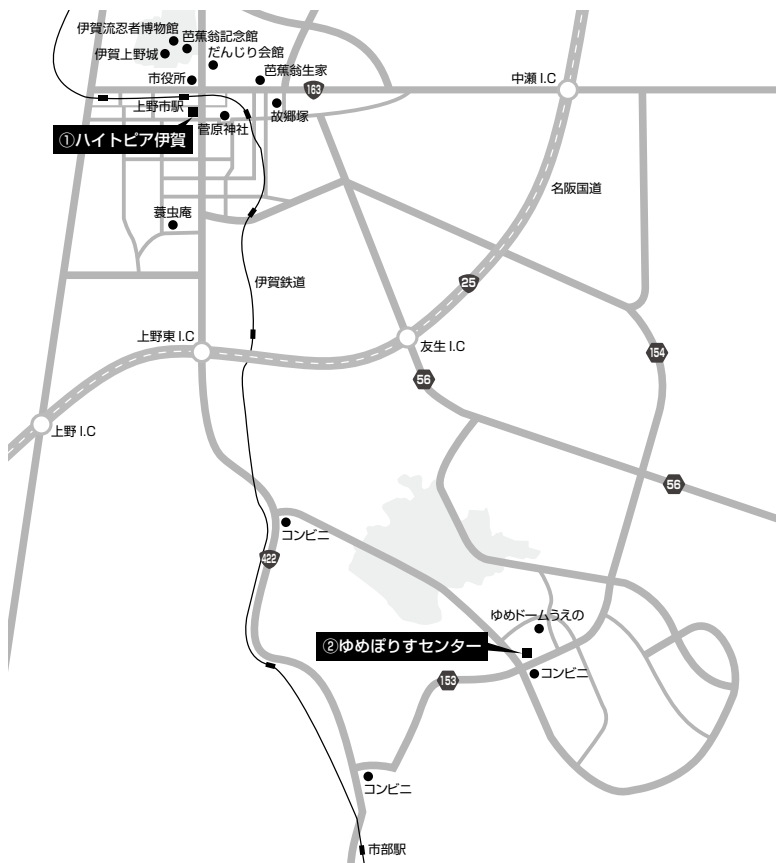 伊賀流忍者博物館
芭蕉翁記念館
伊賀上野城
だんじり会館
市役所
芭蕉翁生家
163
中瀬 I.C
上野市駅
故郷塚
菅原神社
①ハイトピア伊賀
名阪国道
蓑虫庵
伊賀鉄道
25
上野東 I.C
友生 I.C
154
56
上野 I.C
56
コンビニ
422
ゆめドームうえの
②ゆめぽりすセンター
コンビニ
153
コンビニ
市部駅